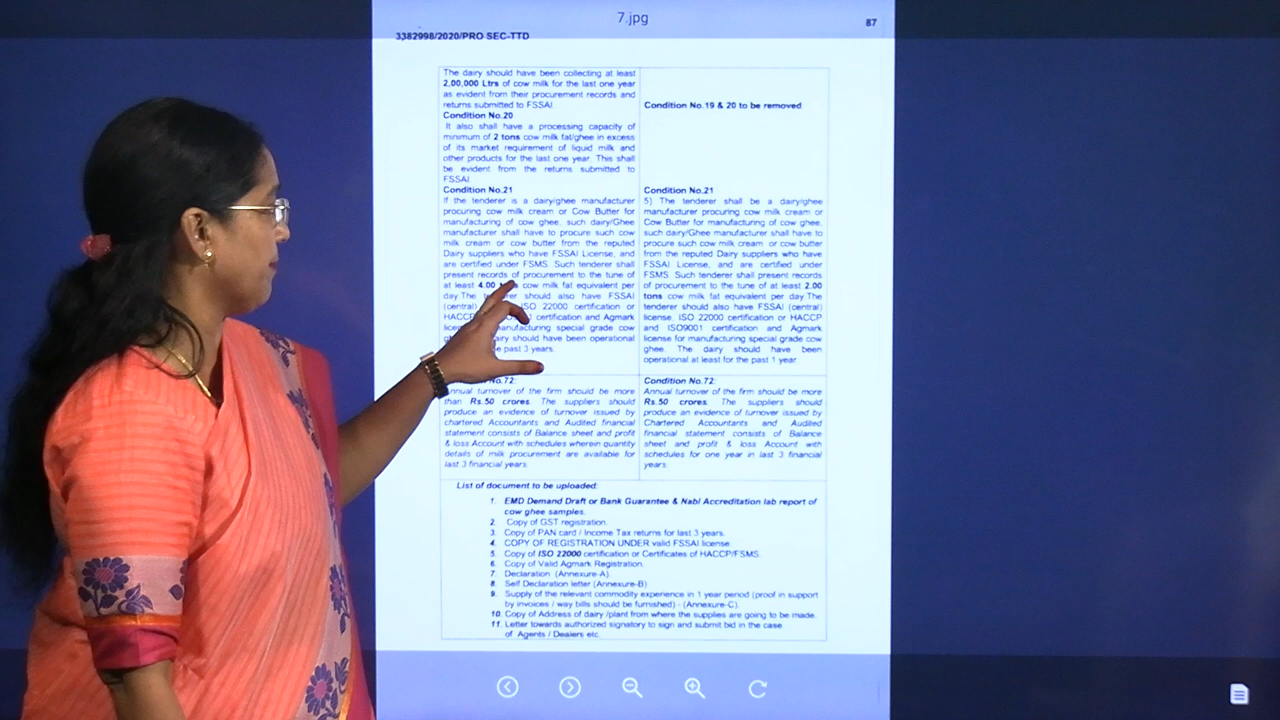 7.jpg
87
3382998/2020/PRO SEC-TTD
The dairy should have been collecting at least
2,00,000 Ltrs of cow milk for the last one year
as evident from their procurement records and
returns submitted to FSSAI.
Condition No.20
It also shall have a processing capacity of
minimum of 2 tons cow milk fat/ghee in excess
of its market requirement of liquid milk and
other products for the last one year. This shall
be evident from the returns submitted to
FSSAI.
Condition No.21
If the tenderer is a dairy/ghee manufacturer
procuring cow milk cream or Cow Butter for
manufacturing of cow ghee, such dairy/Ghee
manufacturer shall have to procure such cow
milk cream or cow butter from the reputed
Dairy suppliers who have FSSAI License, and
are certified under FSMS. Such tenderer shall
present records of procurement to the tune of
at least 4.00 cow milk fat equivalent per
day The should also have FSSAI
(central) ISO 22000 certification or
HACCP certification and Agmark
manufacturing special grade cow
should have been operational
past 3 years.
Condition No.19 & 20 to be removed
Condition No.21
5) The tenderer shall be a dairy/ghee
manufacturer procuring cow milk cream or
Cow Butter for manufacturing of cow ghee,
such dairy/Ghee manufacturer shall have to
procure such cow milk cream or cow butter
from the reputed Dairy suppliers who have
FSSAI License, and are certified under
FSMS. Such tenderer shall present records
of procurement to the tune of at least 2.00
tons cow milk fat equivalent per day The
tenderer should also have FSSAI (central)
license, ISO 22000 certification or HACCP
and ISO9001 certification and Agmark
license for manufacturing special grade cow
ghee. The dairy should have been
operational at least for the past 1 year
No.72:
Annual turnover of the firm should be more
than Rs.50 crores. The suppliers should
produce an evidence of turnover issued by
chartered Accountants and Audited financial
statement consists of Balance sheet and profit
& loss Account with schedules wherein quantity
details of milk procurement are available for
last 3 financial years.
Condition No.72:
Annual turnover of the firm should be more
Rs.50 crores. The suppliers should
produce an evidence of turnover issued by
Chartered Accountants and Audited
financial statement consists of Balance
sheet and profit & loss Account with
schedules for one year in last 3 financial
years.
List of document to be uploaded:
1. EMD Demand Draft or Bank Guarantee & Nabl Accreditation lab report of
cow ghee samples.
2. Copy of GST registration.
3. Copy of PAN card / Income Tax returns for last 3 years.
4. COPY OF REGISTRATION UNDER valid FSSAI license.
5. Copy of ISO 22000 certification or Certificates of HACCP/FSMS.
6. Copy of Valid Agmark Registration.
7. Declaration (Annexure-A).
8. Self Declaration letter (Annexure-B)
9. Supply of the relevant commodity experience in 1 year period (proof in support
by invoices / way bills should be furnished) - (Annexure-C).
10. Copy of Address of dairy /plant from where the supplies are going to be made.
11. Letter towards authorized signatory to sign and submit bid in the case
of Agents / Dealers etc.